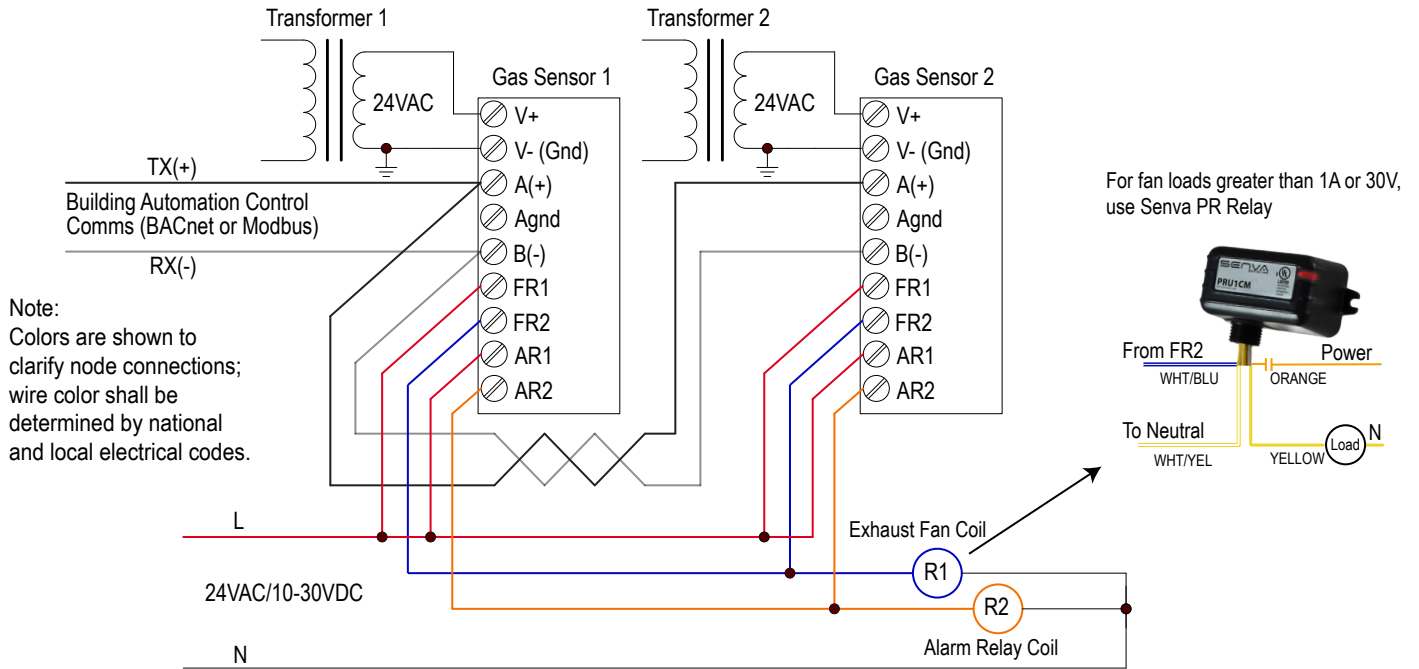 Transformer 1
Transformer 2
Gas Sensor 1
Gas Sensor 2
24VAC
24VAC
V+
V- (Gnd)
A(+)
Agnd
B(-)
FR1
FR2
AR1
AR2
V+
V- (Gnd)
A(+)
Agnd
B(-)
FR1
FR2
AR1
AR2
TX(+)
Building Automation Control
Comms (BACnet or Modbus)
RX(-)
Note:
Colors are shown to
clarify node connections;
wire color shall be
determined by national
and local electrical codes.
L
24VAC/10-30VDC
N
Exhaust Fan Coil
R1
R2
Alarm Relay Coil
For fan loads greater than 1A or 30V,
use Senva PR Relay
SENVA
PRU1CM
UL
From FR2
WHT/BLU
Power
ORANGE
To Neutral
WHT/YEL
YELLOW
Load
N